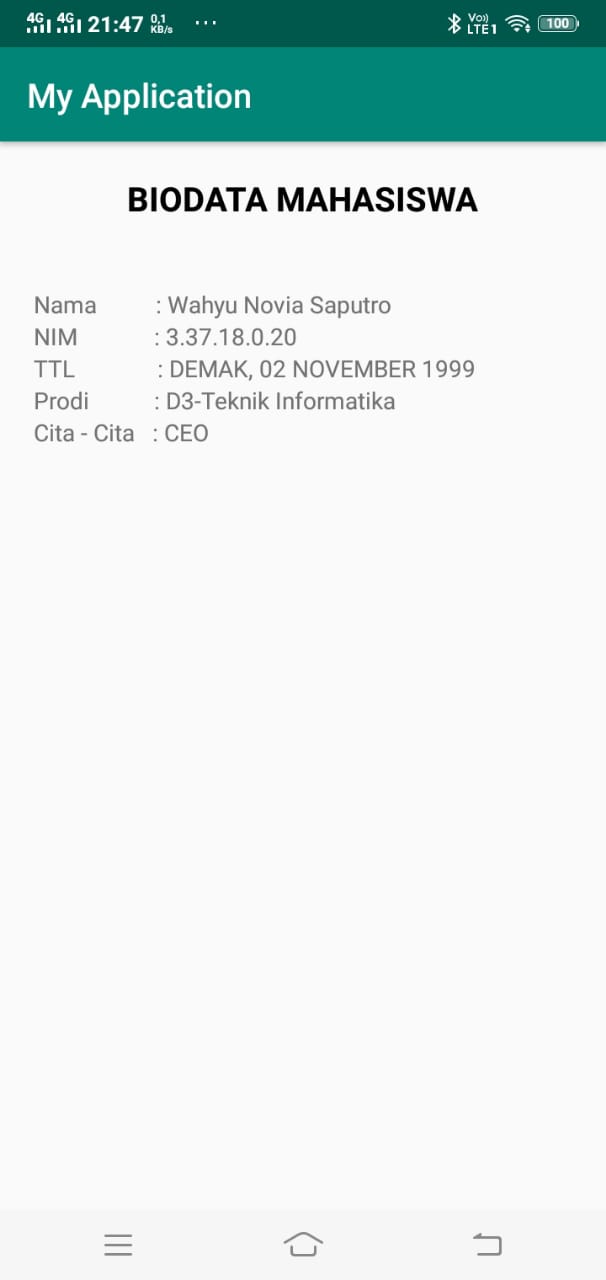 4G 4G 21:47 0,1 KB/s ... Vo) LTE1 100
My Application
BIODATA MAHASISWA
Nama : Wahyu Novia Saputro
NIM : 3.37.18.0.20
TTL : DEMAK, 02 NOVEMBER 1999
Prodi : D3-Teknik Informatika
Cita - Cita : CEO